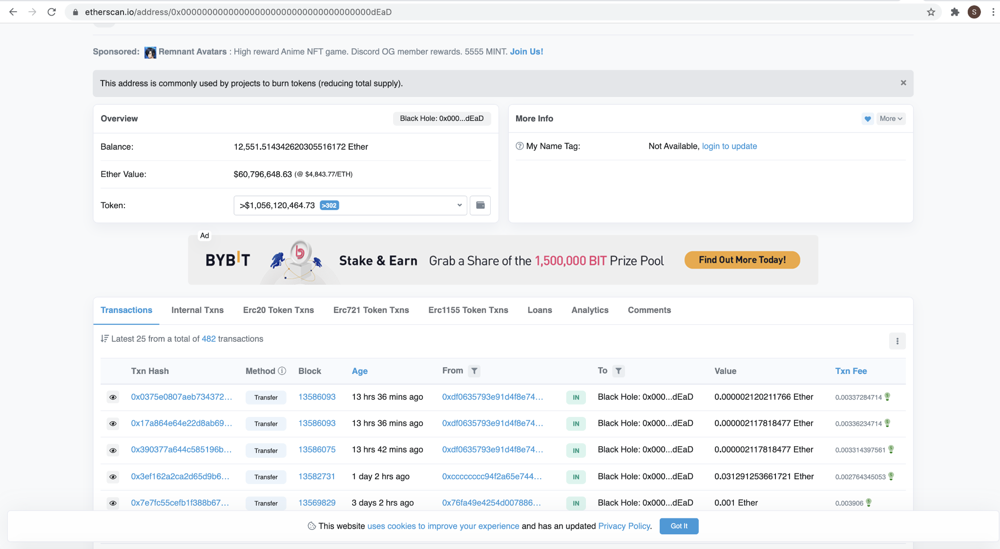 etherscan.io/address/0x000000000000000000000000000000000000dEaD
S
Sponsored: Remnant Avatars : High reward Anime NFT game. Discord OG member rewards. 5555 MINT. Join Us!
This address is commonly used by projects to burn tokens (reducing total supply). ×
Overview Black Hole: 0x000...dEaD
Balance: 12,551.514342620305516172 Ether
Ether Value: $60,796,648.63 (@ $4,843.77/ETH)
Token: >$1,056,120,464.73 >302
More Info More
My Name Tag: Not Available, login to update
Ad
BYBIT Stake & Earn Grab a Share of the 1,500,000 BIT Prize Pool Find Out More Today!
Transactions Internal Txns Erc20 Token Txns Erc721 Token Txns Erc1155 Token Txns Loans Analytics Comments
Latest 25 from a total of 482 transactions
Txn Hash Method Block Age From To Value Txn Fee
0x0375e0807aeb734372... Transfer 13586093 13 hrs 36 mins ago 0xdf0635793e91d4f8e74... IN Black Hole: 0x000...dEaD 0.000002120211766 Ether 0.00337284714
0x17a864e64e22d8ab69... Transfer 13586093 13 hrs 36 mins ago 0xdf0635793e91d4f8e74... IN Black Hole: 0x000...dEaD 0.000002117818477 Ether 0.00336234714
0x390377a644c585196b... Transfer 13586075 13 hrs 42 mins ago 0xdf0635793e91d4f8e74... IN Black Hole: 0x000...dEaD 0.000002117818477 Ether 0.003314397561
0x3ef162a2ca2d65d9b6... Transfer 13582731 1 day 2 hrs ago 0xcccccccc94f2a65e744... IN Black Hole: 0x000...dEaD 0.031291253661721 Ether 0.002764345053
0x7e7fc55cefb1f388b67... Transfer 13569829 3 days 2 hrs ago 0x76fa49e4254d007886... IN Black Hole: 0x000...dEaD 0.001 Ether 0.003906
This website uses cookies to improve your experience and has an updated Privacy Policy. Got It